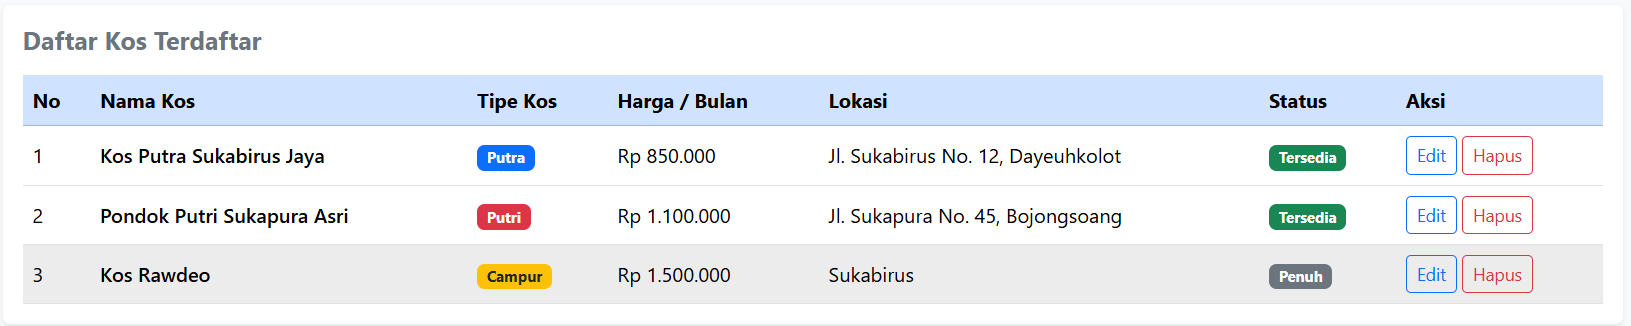 Daftar Kos Terdaftar
No Nama Kos Tipe Kos Harga / Bulan Lokasi Status Aksi
1 Kos Putra Sukabirus Jaya Putra Rp 850.000 Jl. Sukabirus No. 12, Dayeuhkolot Tersedia Edit Hapus
2 Pondok Putri Sukapura Asri Putri Rp 1.100.000 Jl. Sukapura No. 45, Bojongsoang Tersedia Edit Hapus
3 Kos Rawdeo Campur Rp 1.500.000 Sukabirus Penuh Edit Hapus